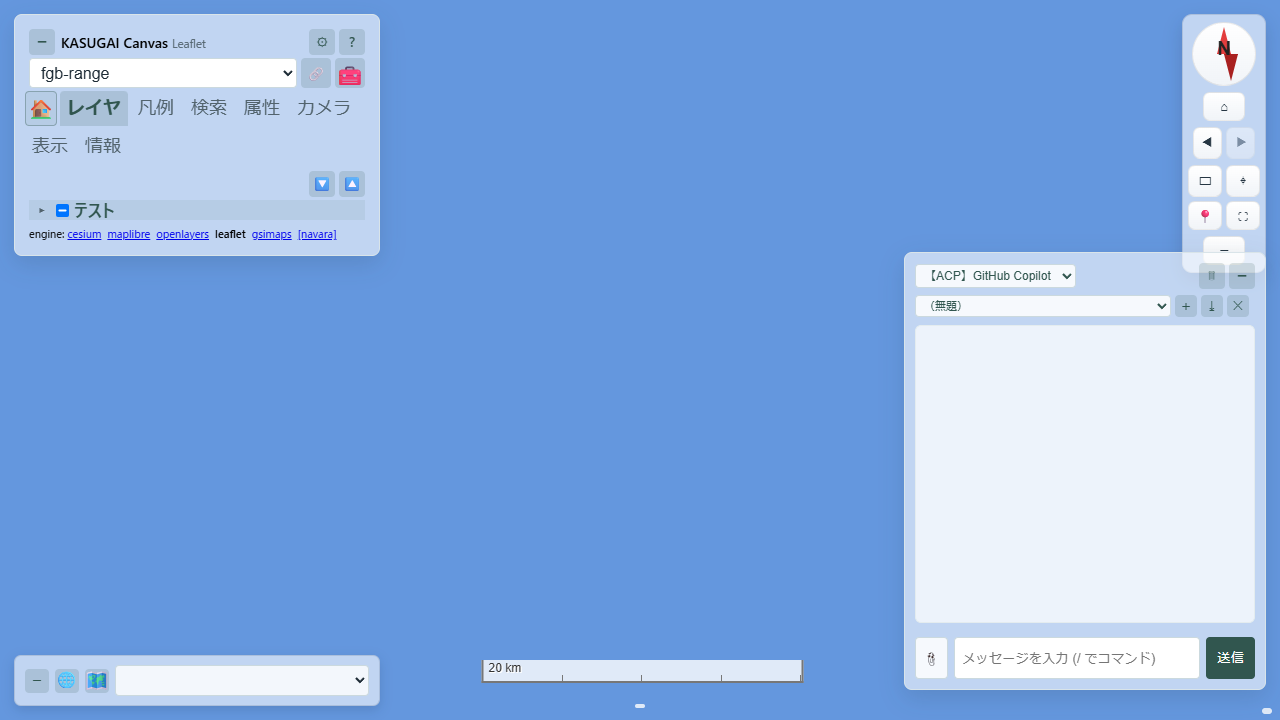 − KASUGAI Canvas Leaflet ⚙ ?
fgb-range
レイヤ 凡例 検索 属性 カメラ
表示 情報
テスト
engine: cesium maplibre openlayers leaflet gsimaps [navara]
N
【ACP】GitHub Copilot
（無題）
メッセージを入力 (/ でコマンド)
送信
20 km